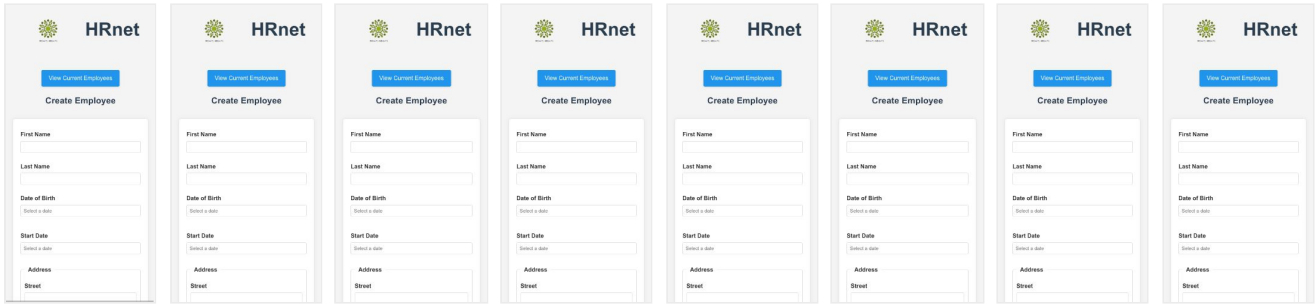 HRnet
View Current Employees
Create Employee
First Name
Last Name
Date of Birth
Select a date
Start Date
Select a date
Address
Street
HRnet
View Current Employees
Create Employee
First Name
Last Name
Date of Birth
Select a date
Start Date
Select a date
Address
Street
HRnet
View Current Employees
Create Employee
First Name
Last Name
Date of Birth
Select a date
Start Date
Select a date
Address
Street
HRnet
View Current Employees
Create Employee
First Name
Last Name
Date of Birth
Select a date
Start Date
Select a date
Address
Street
HRnet
View Current Employees
Create Employee
First Name
Last Name
Date of Birth
Select a date
Start Date
Select a date
Address
Street
HRnet
View Current Employees
Create Employee
First Name
Last Name
Date of Birth
Select a date
Start Date
Select a date
Address
Street
HRnet
View Current Employees
Create Employee
First Name
Last Name
Date of Birth
Select a date
Start Date
Select a date
Address
Street
HRnet
View Current Employees
Create Employee
First Name
Last Name
Date of Birth
Select a date
Start Date
Select a date
Address
Street